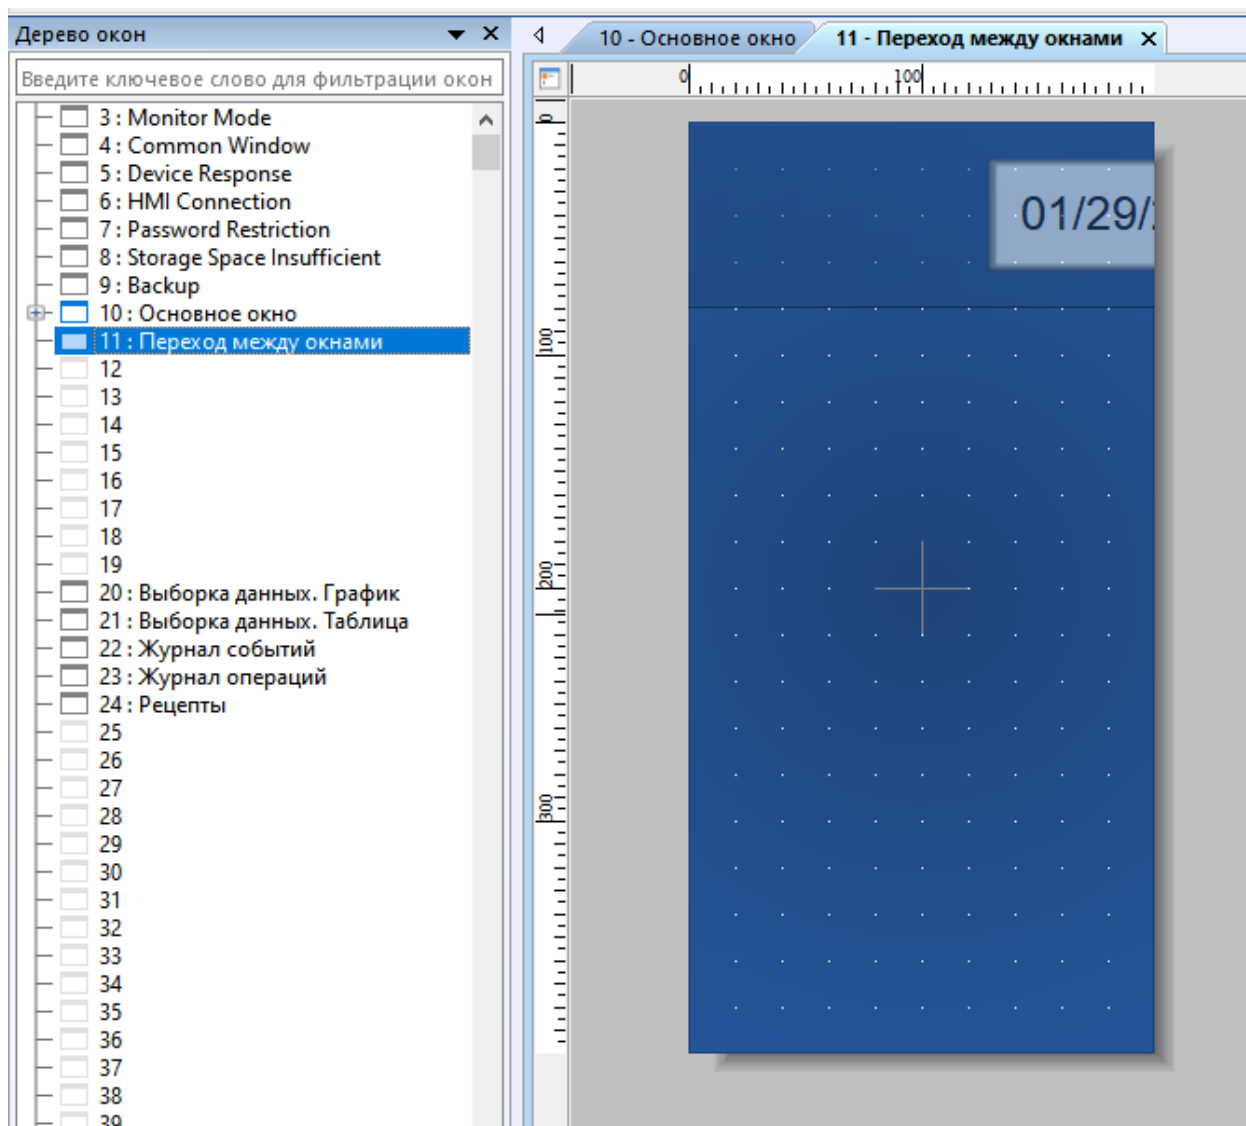 Дерево окон
Введите ключевое слово для фильтрации окон
3 : Monitor Mode
4 : Common Window
5 : Device Response
6 : HMI Connection
7 : Password Restriction
8 : Storage Space Insufficient
9 : Backup
10 : Основное окно
11 : Переход между окнами
12
13
14
15
16
17
18
19
20 : Выборка данных. График
21 : Выборка данных. Таблица
22 : Журнал событий
23 : Журнал операций
24 : Рецепты
25
26
27
28
29
30
31
32
33
34
35
36
37
38
39
10 - Основное окно
11 - Переход между окнами
0 100
0
100
200
300
01/29/